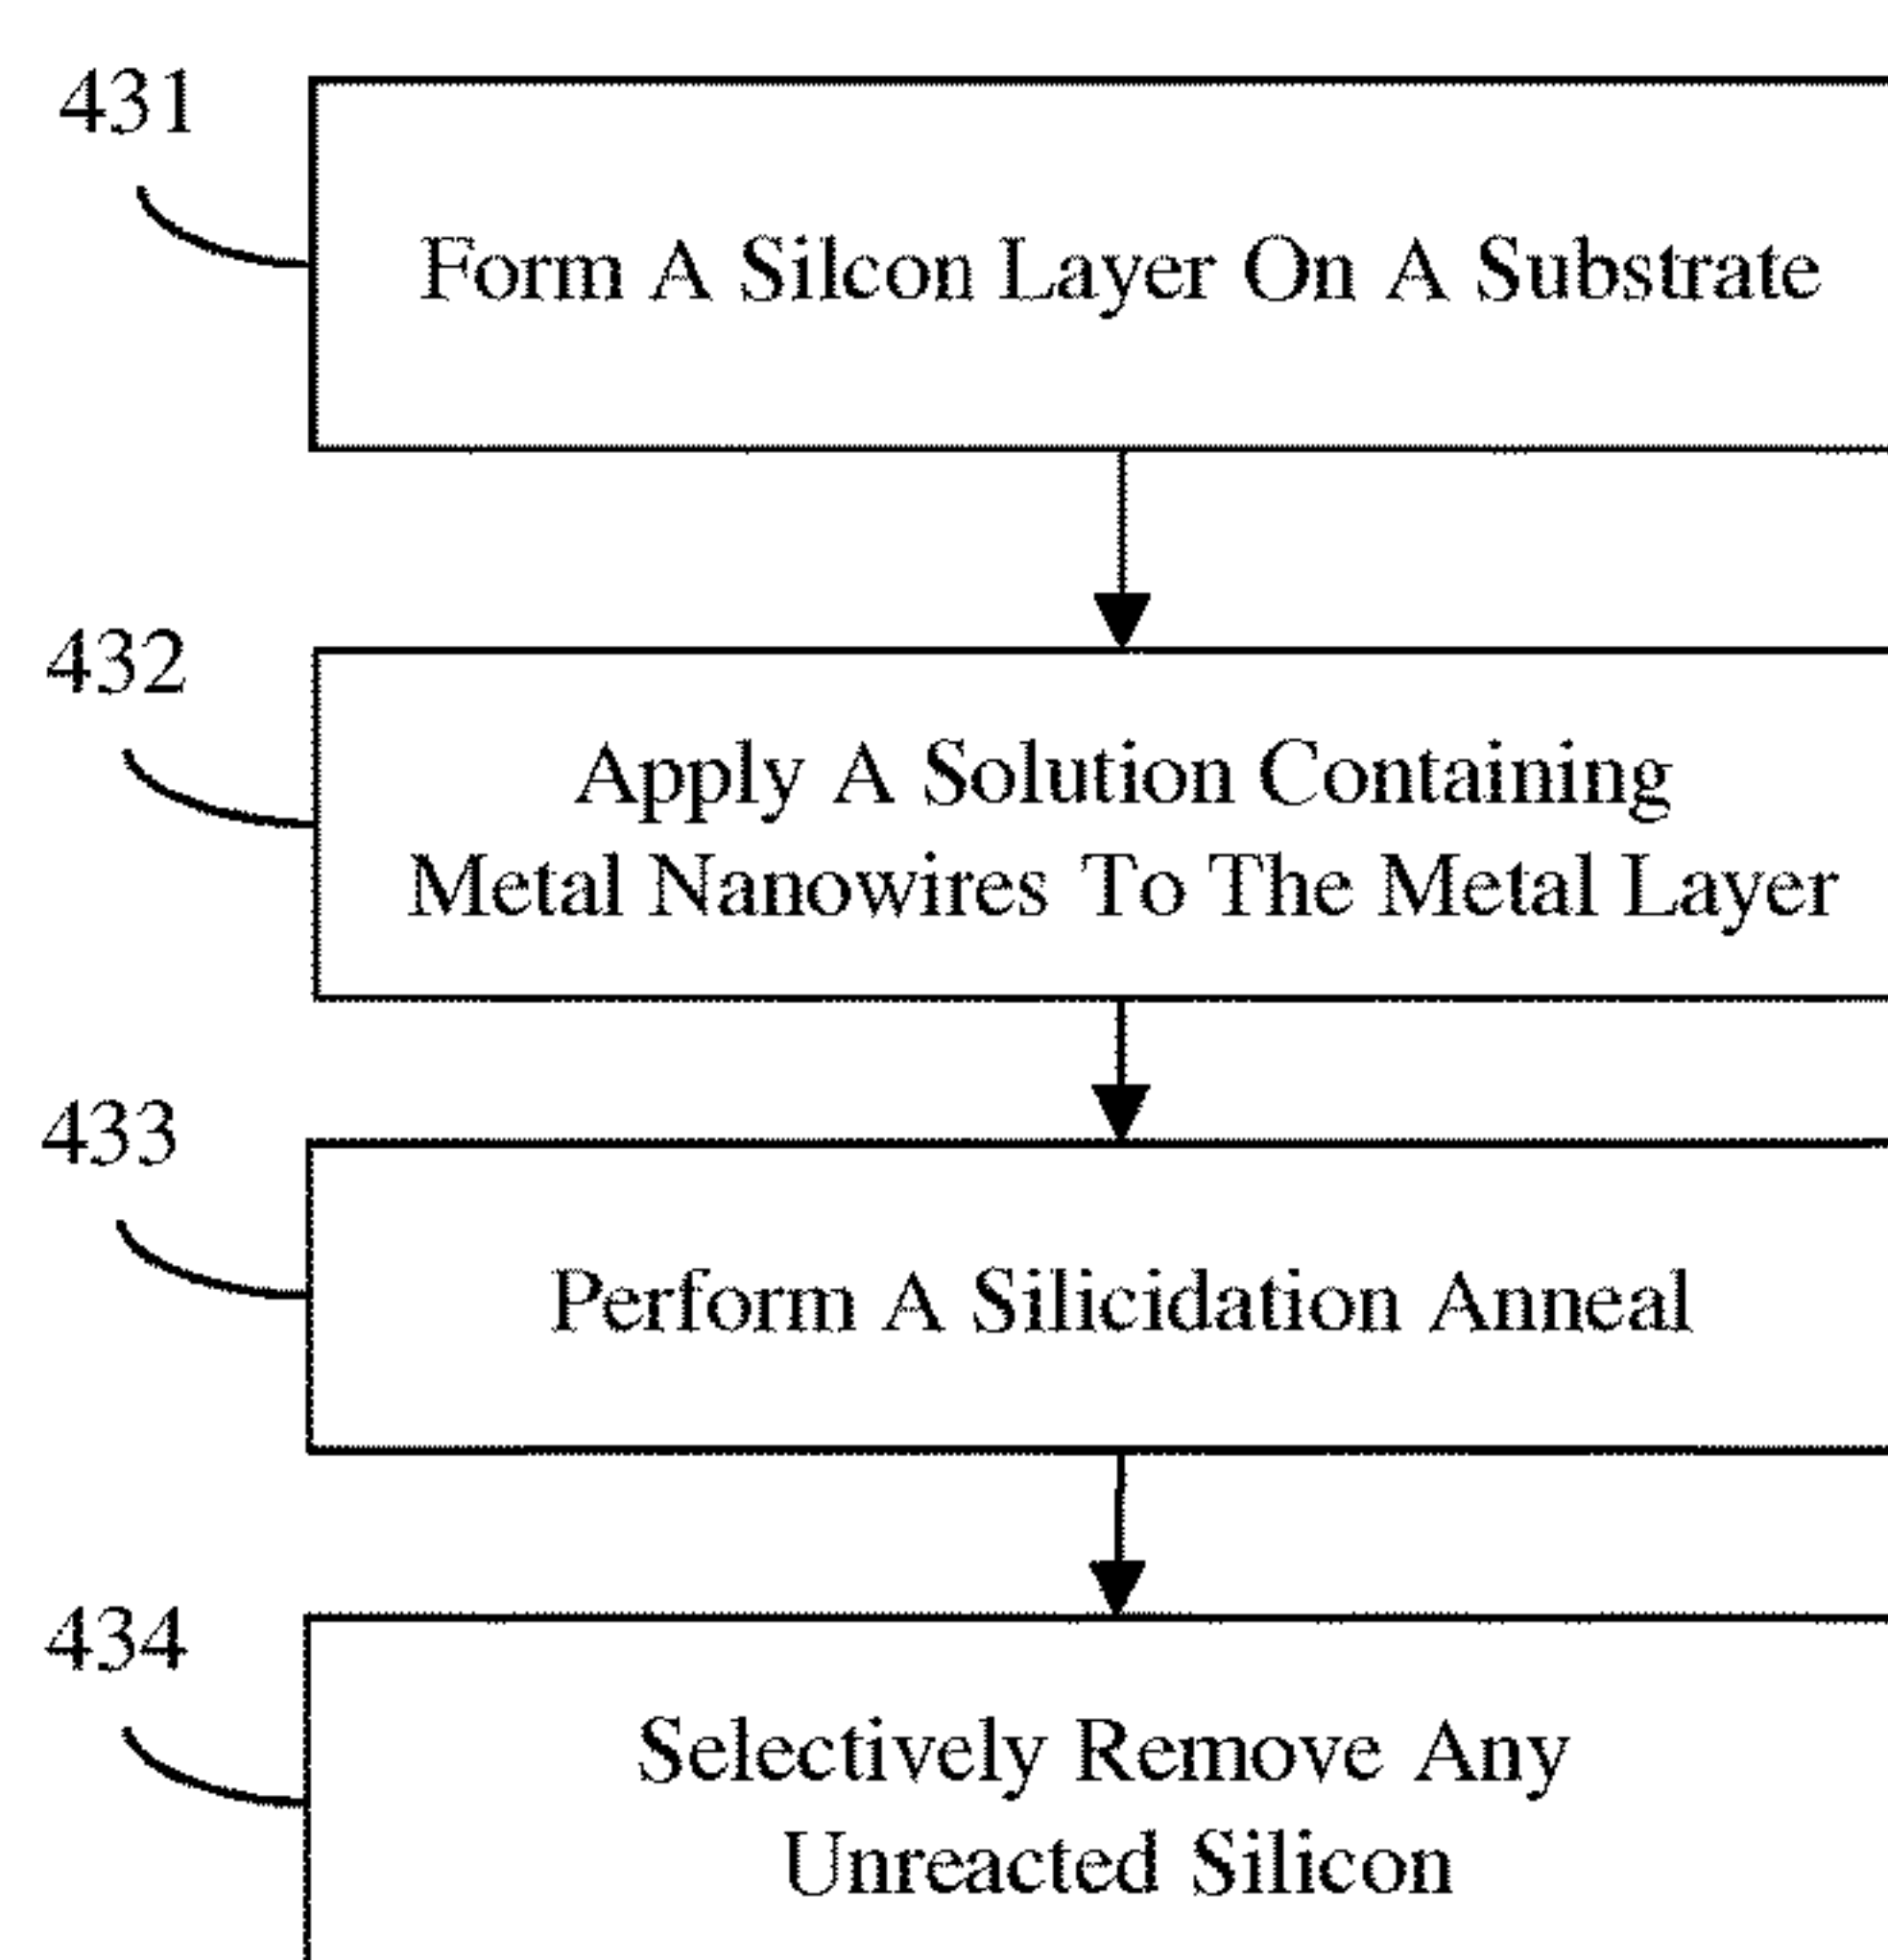 431
Form A Silcon Layer On A Substrate
432
Apply A Solution Containing
Metal Nanowires To The Metal Layer
433
Perform A Silicidation Anneal
434
Selectively Remove Any
Unreacted Silicon